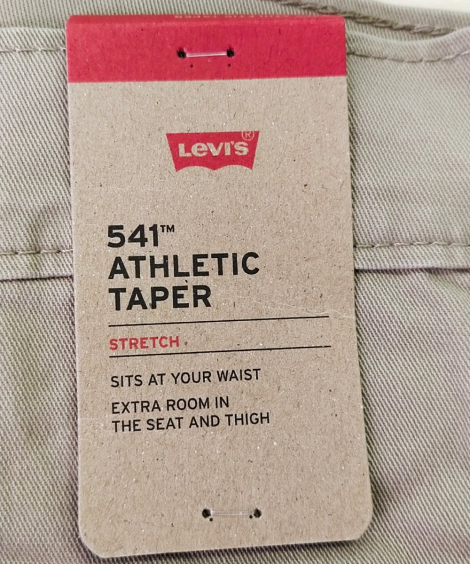 Levi's®
541™
ATHLETIC
TAPER
STRETCH
SITS AT YOUR WAIST
EXTRA ROOM IN
THE SEAT AND THIGH